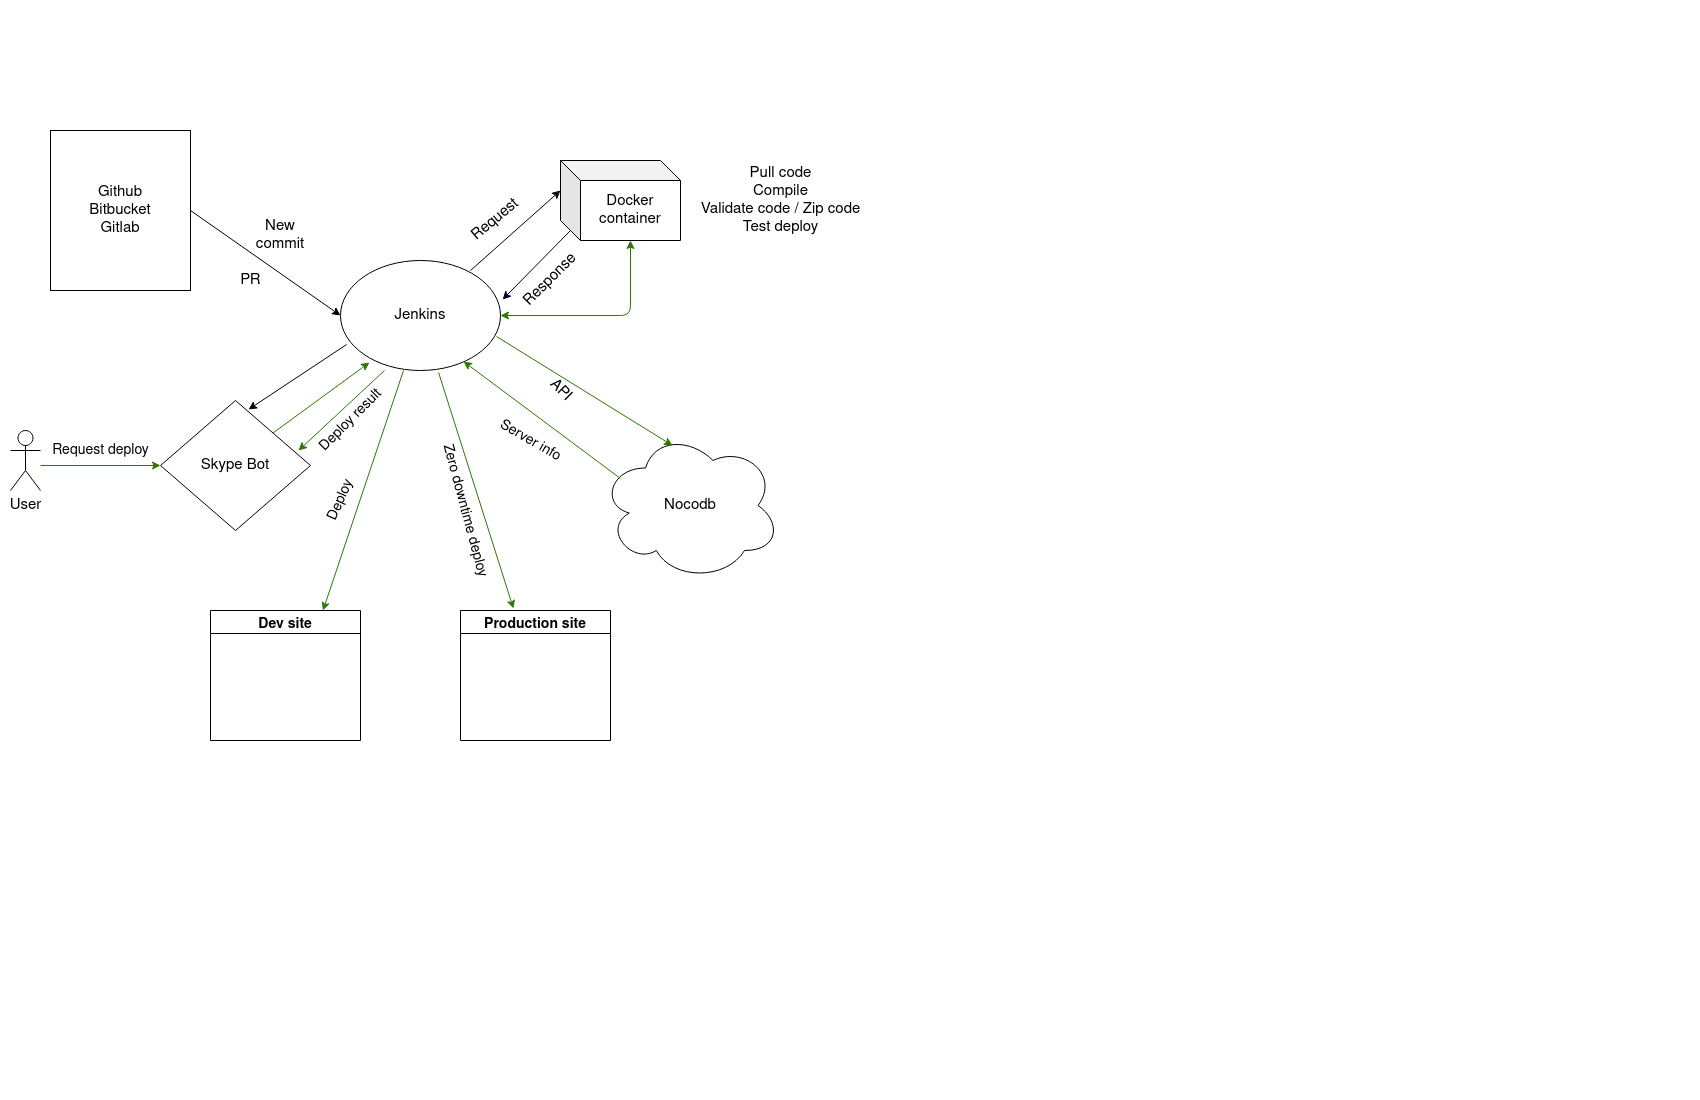 Github
Bitbucket
Gitlab
New
commit
PR
Request
Response
Docker
container
Pull code
Compile
Validate code / Zip code
Test deploy
Jenkins
API
Server info
Nocodb
Deploy result
Request deploy
Skype Bot
User
Deploy
Zero downtime deploy
Dev site
Production site